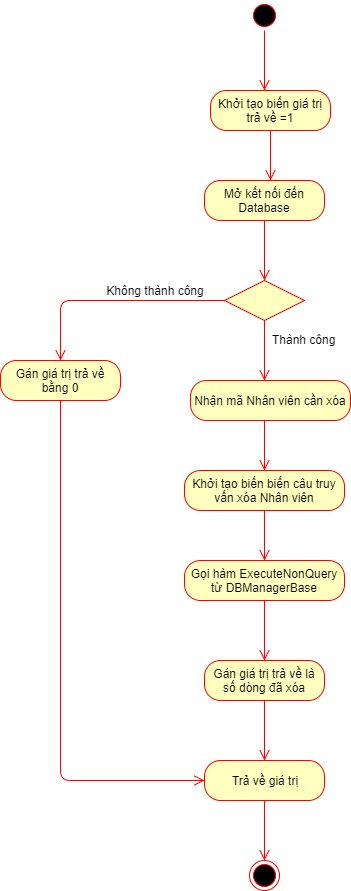 Khởi tạo biến giá trị
trả về =1
Mở kết nối đến
Database
Không thành công
Thành công
Gán giá trị trả về
bằng 0
Nhận mã Nhân viên cần xóa
Khởi tạo biến biến câu truy
vấn xóa Nhân viên
Gọi hàm ExecuteNonQuery
từ DBManagerBase
Gán giá trị trả về là
số dòng đã xóa
Trả về giá trị